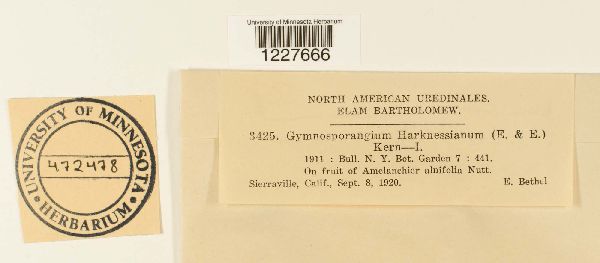 University of Minnesota Herbarium
1227666
UNIVERSITY OF MINNESOTA
472478
HERBARIUM
NORTH AMERICAN UREDINALES.
ELAM BARTHOLOMEW.
3425. Gymnosporangium Harknessianum (E. & E.)
Kern—I.
1911 : Bull. N. Y. Bot. Garden 7 : 441.
On fruit of Amelanchier alnifolia Nutt.
Sierraville, Calif., Sept. 8, 1920. E. Bethel